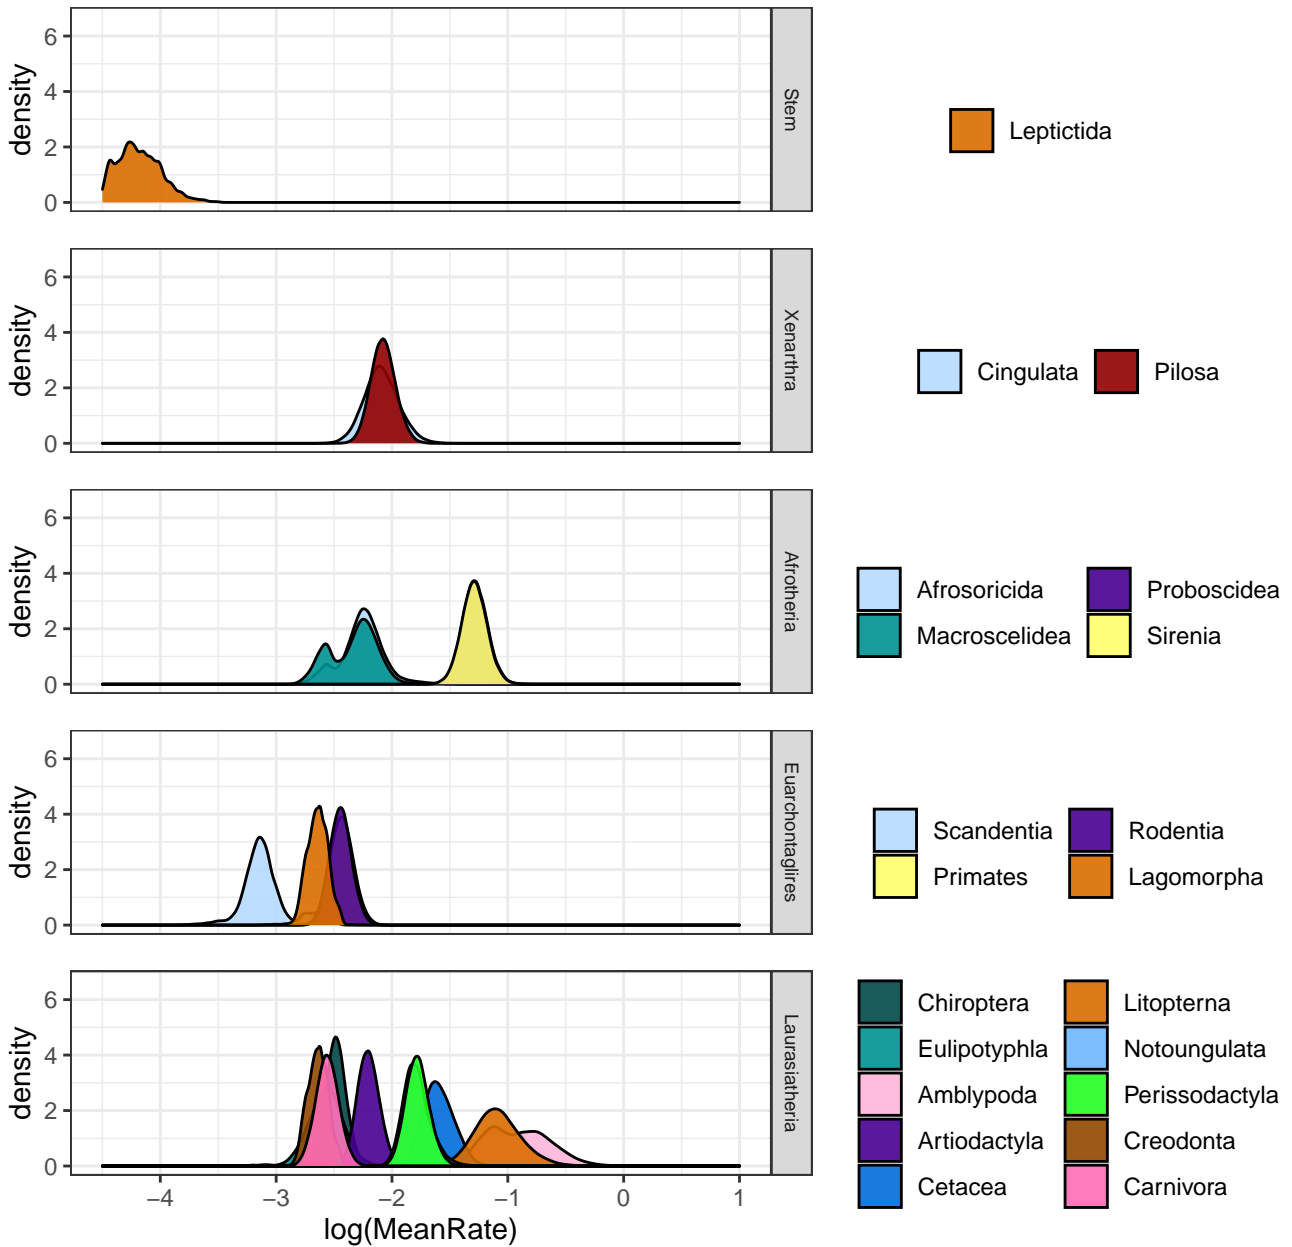 density
6
4
2
0
Stem
Leptictida
density
6
4
2
0
Xenarthra
Cingulata
Pilosa
density
6
4
2
0
Afrotheria
Afrosoricida
Proboscidea
Macroscelidea
Sirenia
density
6
4
2
0
Euarchontaglires
Scandentia
Rodentia
Primates
Lagomorpha
density
6
4
2
0
Laurasiatheria
Chiroptera
Litopterna
Eulipotyphla
Notoungulata
Amblypoda
Perissodactyla
Artiodactyla
Creodonta
Cetacea
Carnivora
−4 −3 −2 −1 0 1
log(MeanRate)